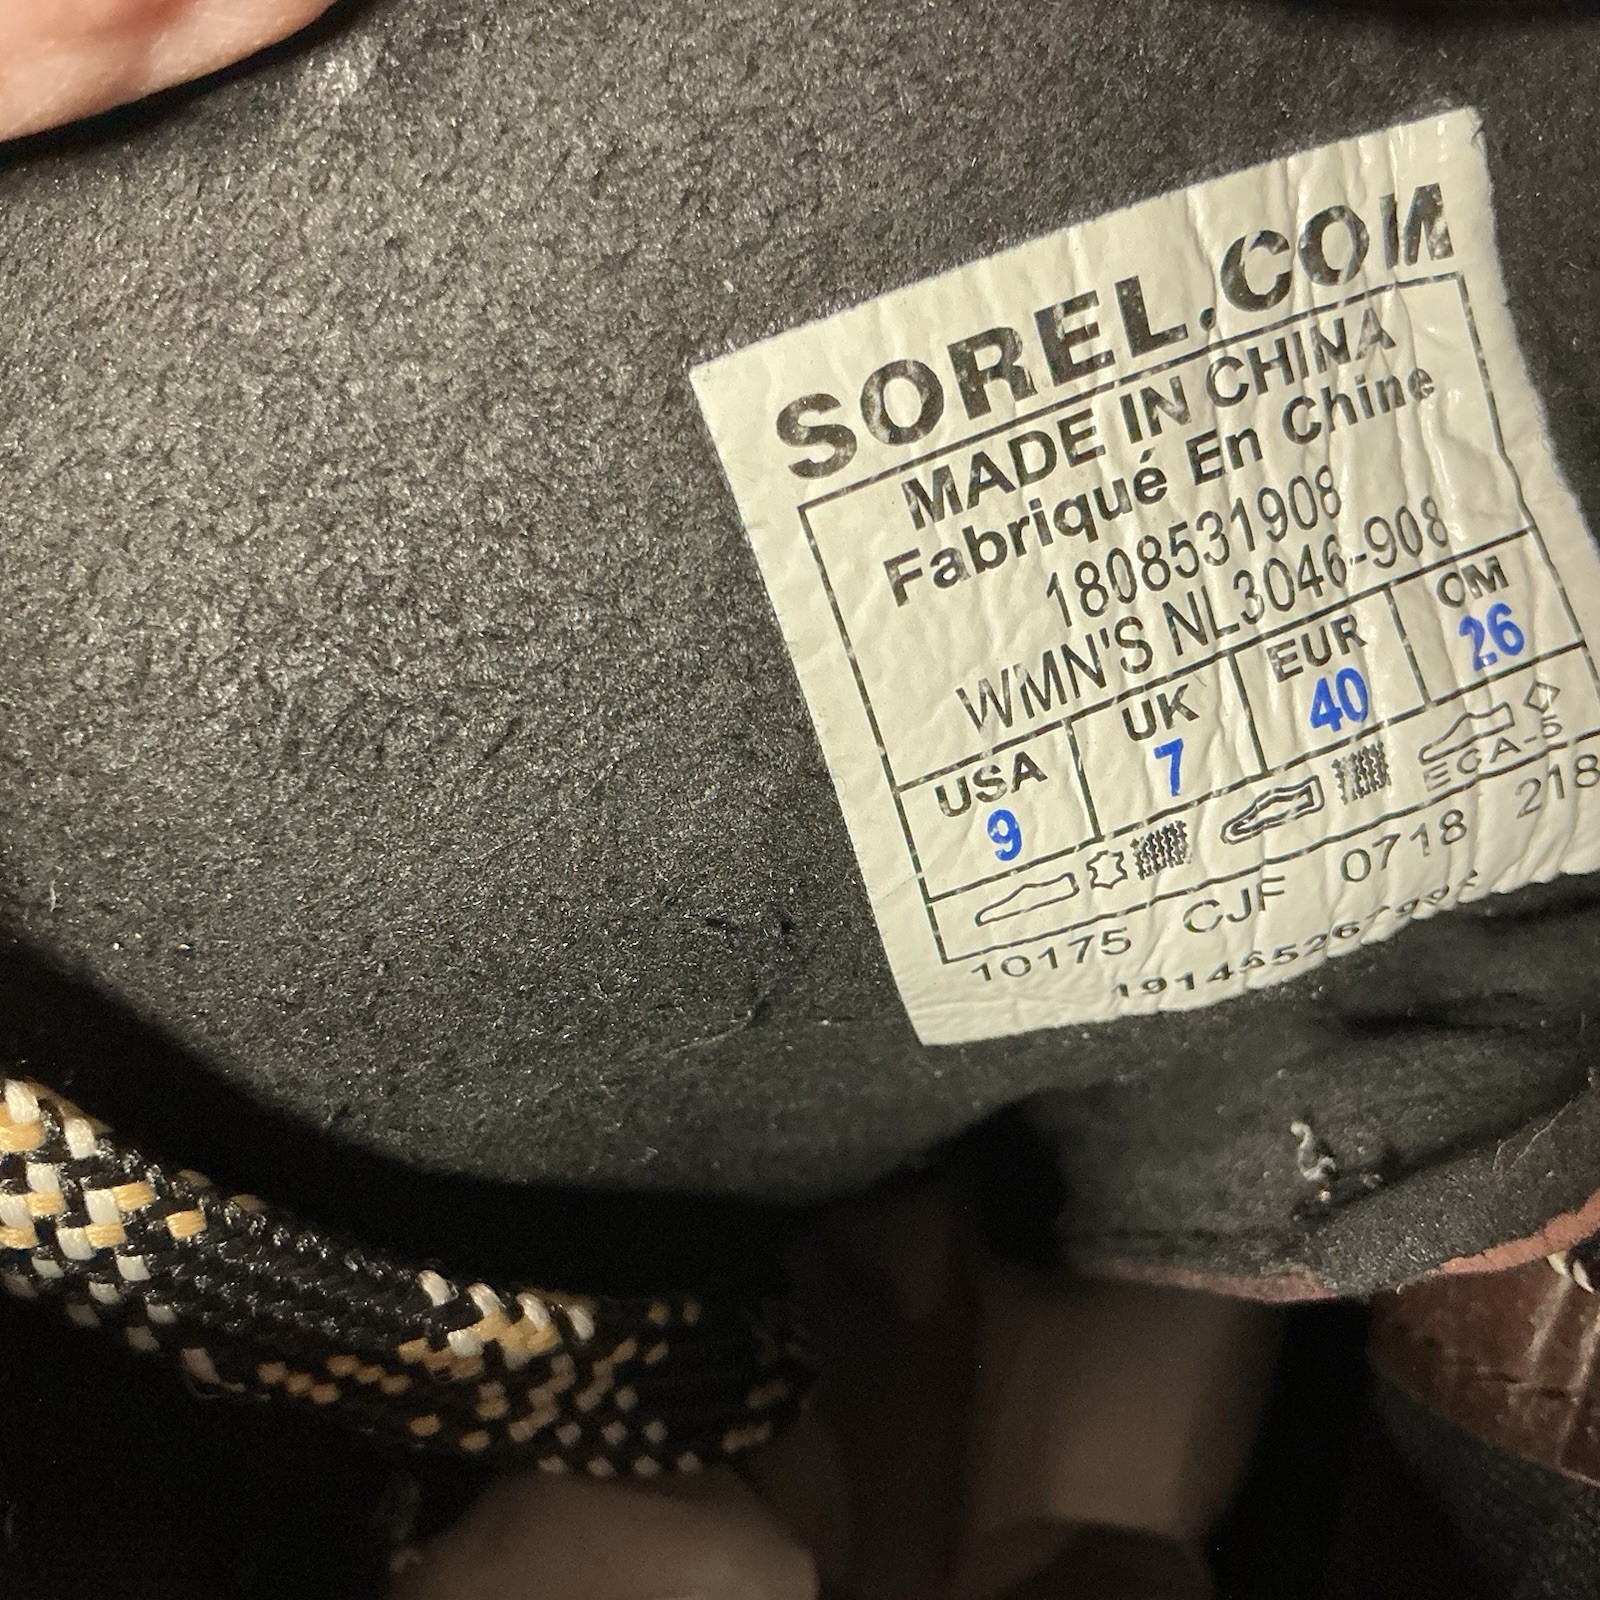 SOREL.COM
MADE IN CHINA
Fabriqué En Chine
1808531908
WMN'S NL3046-908
USA UK EUR CM
9 7 40 26
EGA-5
10175 CJF 0718 218